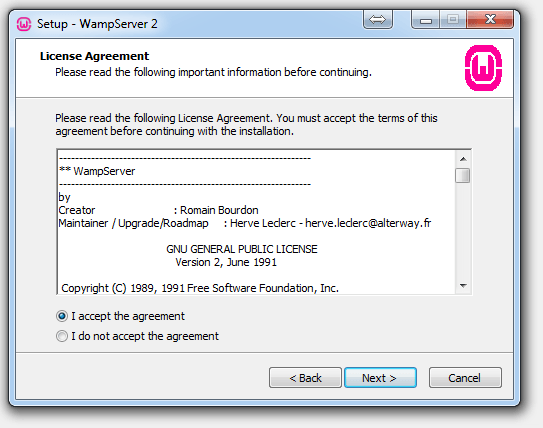 Setup - WampServer 2
License Agreement
Please read the following important information before continuing.
Please read the following License Agreement. You must accept the terms of this
agreement before continuing with the installation.
------------------------------------------------------------
** WampServer
------------------------------------------------------------
by
Creator : Romain Bourdon
Maintainer / Upgrade/Roadmap : Herve Leclerc - herve.leclerc@alterway.fr
GNU GENERAL PUBLIC LICENSE
Version 2, June 1991
Copyright (C) 1989, 1991 Free Software Foundation, Inc.
I accept the agreement
I do not accept the agreement
< Back Next > Cancel